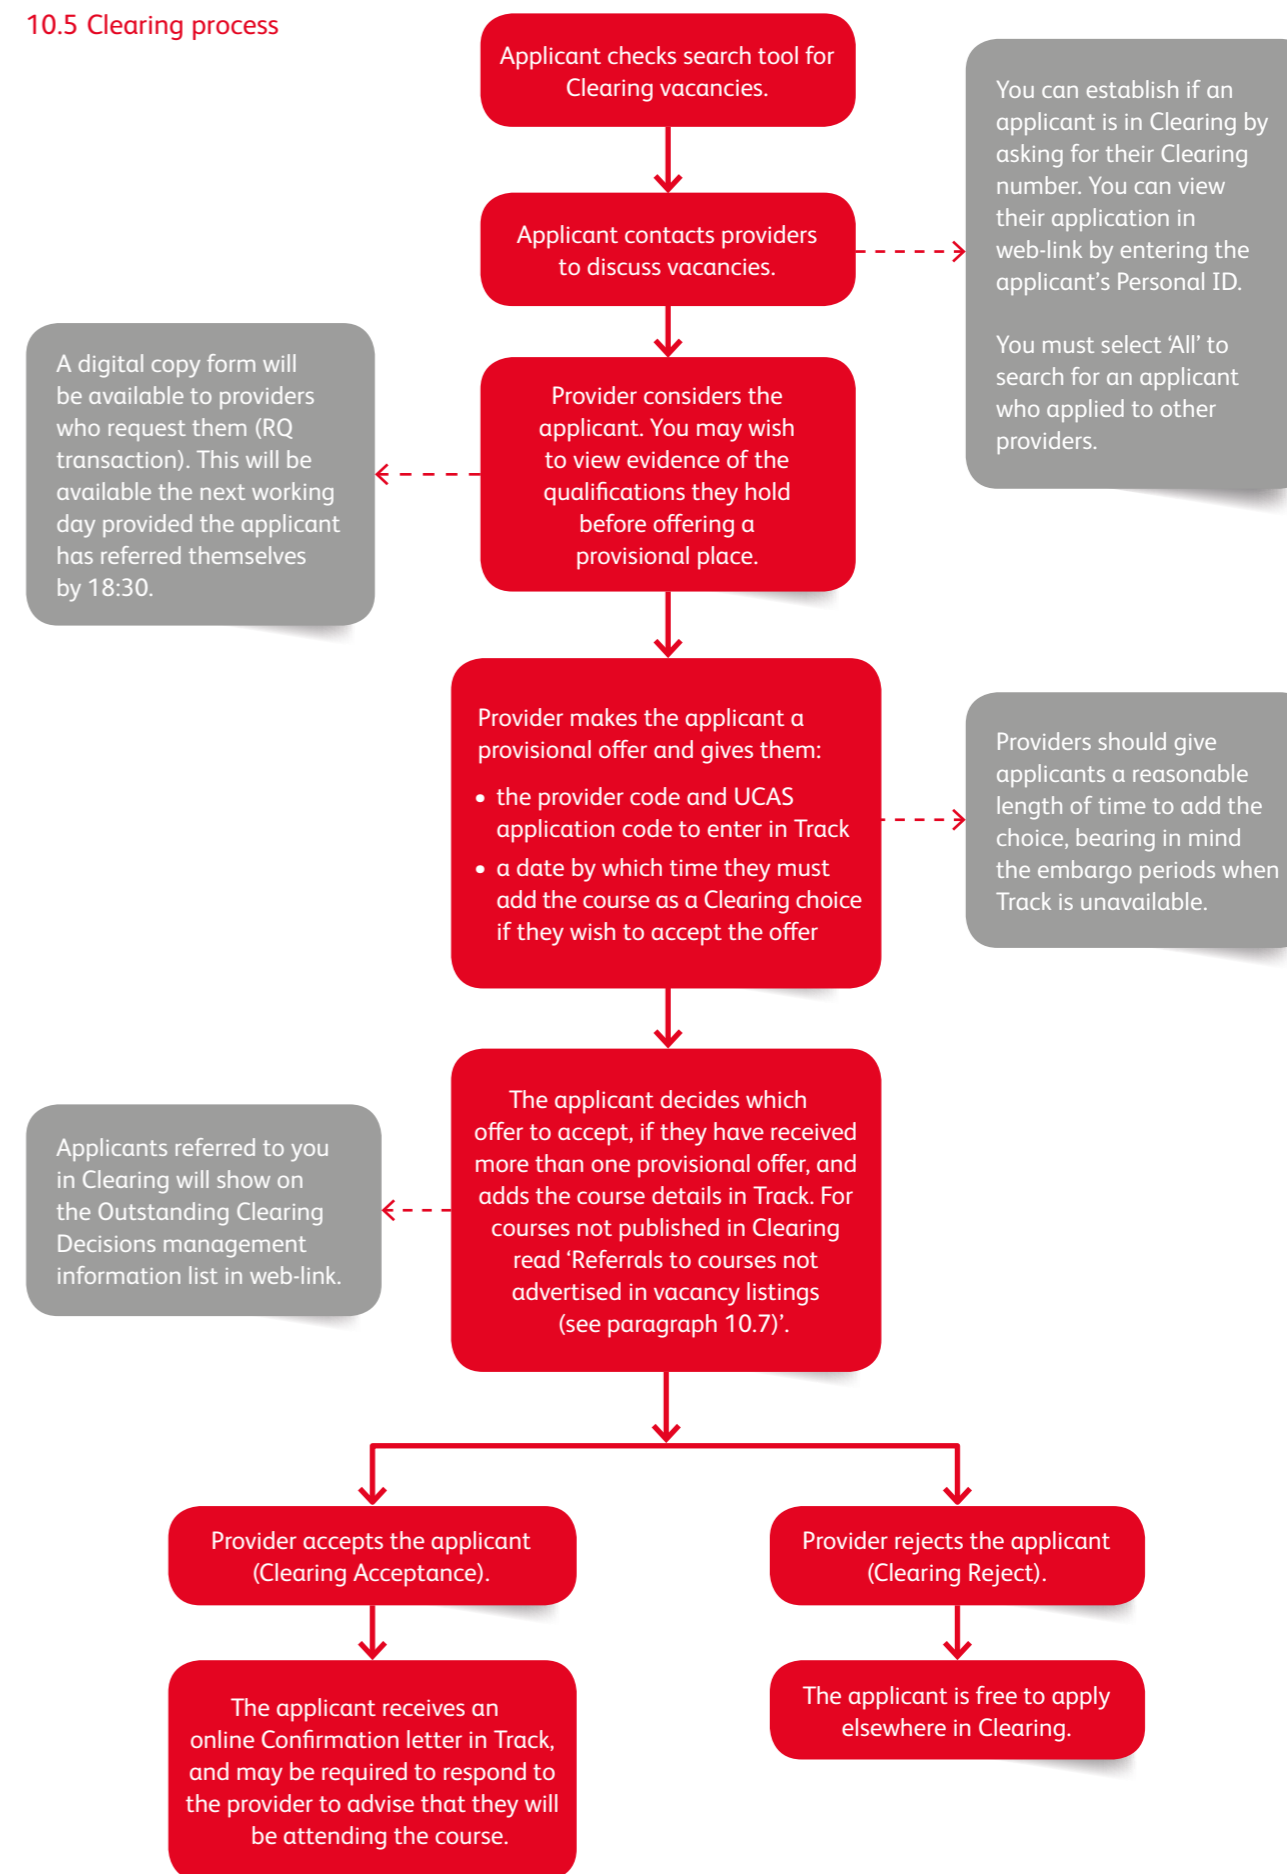 10.5 Clearing process
Applicant checks search tool for
Clearing vacancies.
You can establish if an
applicant is in Clearing by
asking for their Clearing
number. You can view
their application in
web-link by entering the
applicant’s Personal ID.
You must select ‘All’ to
search for an applicant
who applied to other
providers.
Applicant contacts providers
to discuss vacancies.
A digital copy form will
be available to providers
who request them (RQ
transaction). This will be
available the next working
day provided the applicant
has referred themselves
by 18:30.
Provider considers the
applicant. You may wish
to view evidence of the
qualifications they hold
before offering a
provisional place.
Provider makes the applicant a
provisional offer and gives them:
• the provider code and UCAS
application code to enter in Track
• a date by which time they must
add the course as a Clearing choice
if they wish to accept the offer
Providers should give
applicants a reasonable
length of time to add the
choice, bearing in mind
the embargo periods when
Track is unavailable.
The applicant decides which
offer to accept, if they have received
more than one provisional offer, and
adds the course details in Track. For
courses not published in Clearing
read ‘Referrals to courses not
advertised in vacancy listings
(see paragraph 10.7)’.
Applicants referred to you
in Clearing will show on
the Outstanding Clearing
Decisions management
information list in web-link.
Provider accepts the applicant
(Clearing Acceptance).
Provider rejects the applicant
(Clearing Reject).
The applicant receives an
online Confirmation letter in Track,
and may be required to respond to
the provider to advise that they will
be attending the course.
The applicant is free to apply
elsewhere in Clearing.